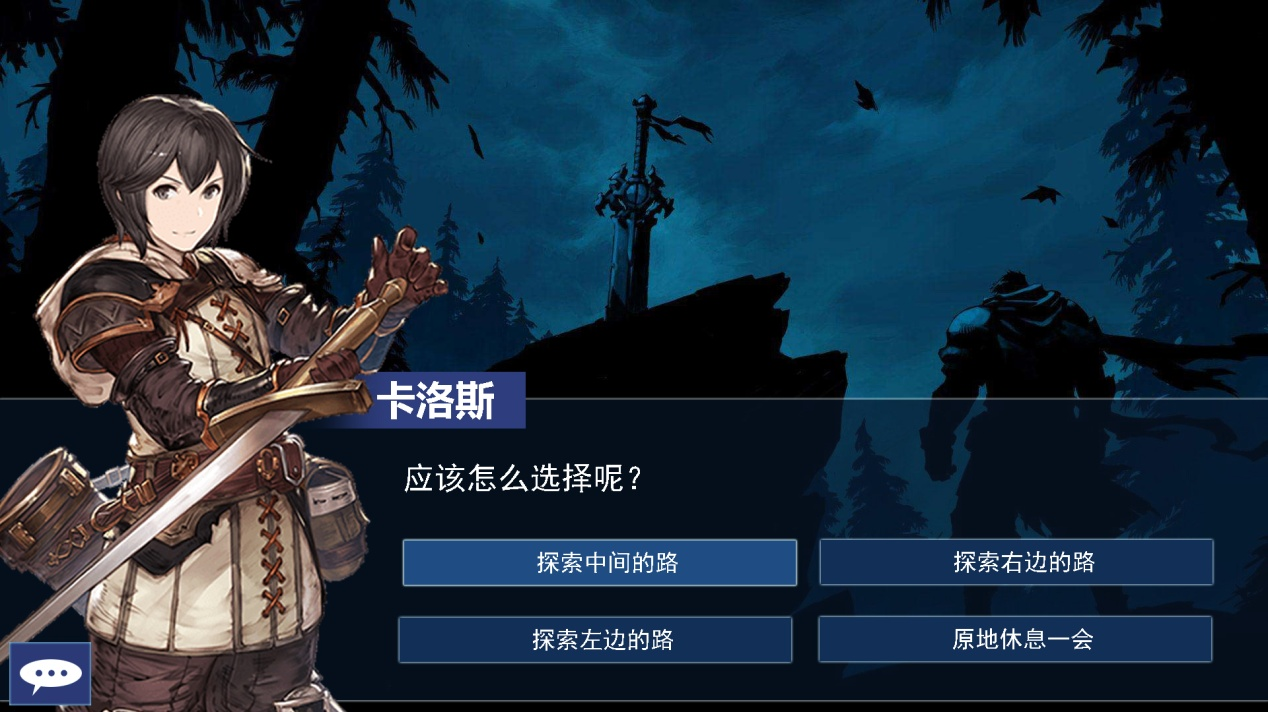 卡洛斯
应该怎么选择呢？
探索中间的路
探索右边的路
探索左边的路
原地休息一会